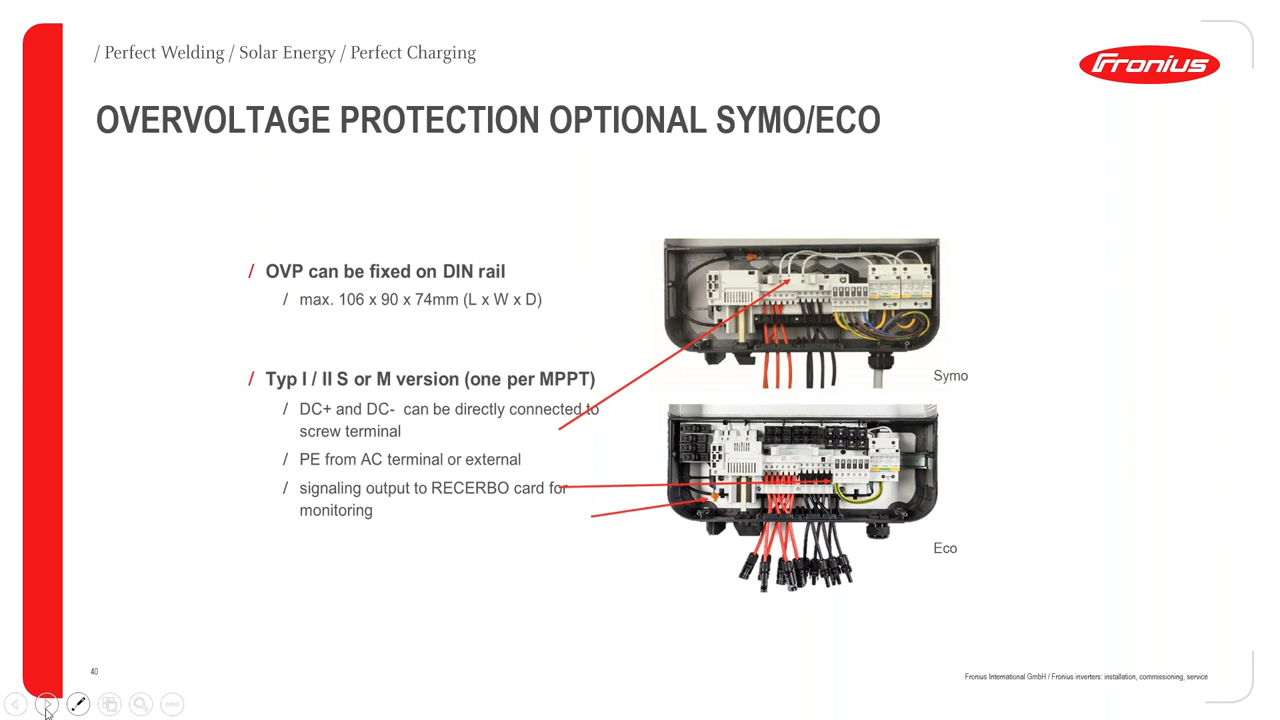 / Perfect Welding / Solar Energy / Perfect Charging
Fronius
OVERVOLTAGE PROTECTION OPTIONAL SYMO/ECO
/ OVP can be fixed on DIN rail
/ max. 106 x 90 x 74mm (L x W x D)
/ Typ I / II S or M version (one per MPPT)
/ DC+ and DC- can be directly connected to
screw terminal
/ PE from AC terminal or external
/ signaling output to RECERBO card for
monitoring
Symo
Eco
40
Fronius International GmbH / Fronius inverters: installation, commissioning, service